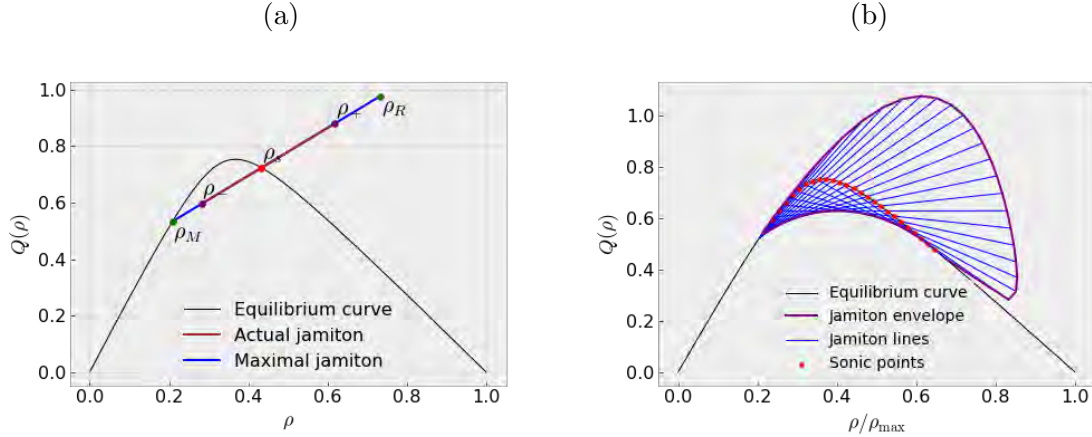 (a)
(b)
1.0
0.8
0.6
0.4
0.2
0.0
Q(ρ)
ρ_M
ρ_−
ρ_s
ρ_+
ρ_R
Equilibrium curve
Actual jamiton
Maximal jamiton
0.0 0.2 0.4 0.6 0.8 1.0
ρ
1.0
0.8
0.6
0.4
0.2
0.0
Q(ρ)
Equilibrium curve
Jamiton envelope
Jamiton lines
Sonic points
0.0 0.2 0.4 0.6 0.8 1.0
ρ/ρ_max